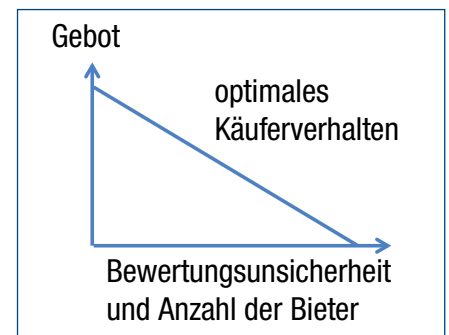 Gebot
optimales
Käuferverhalten
Bewertungsunsicherheit
und Anzahl der Bieter